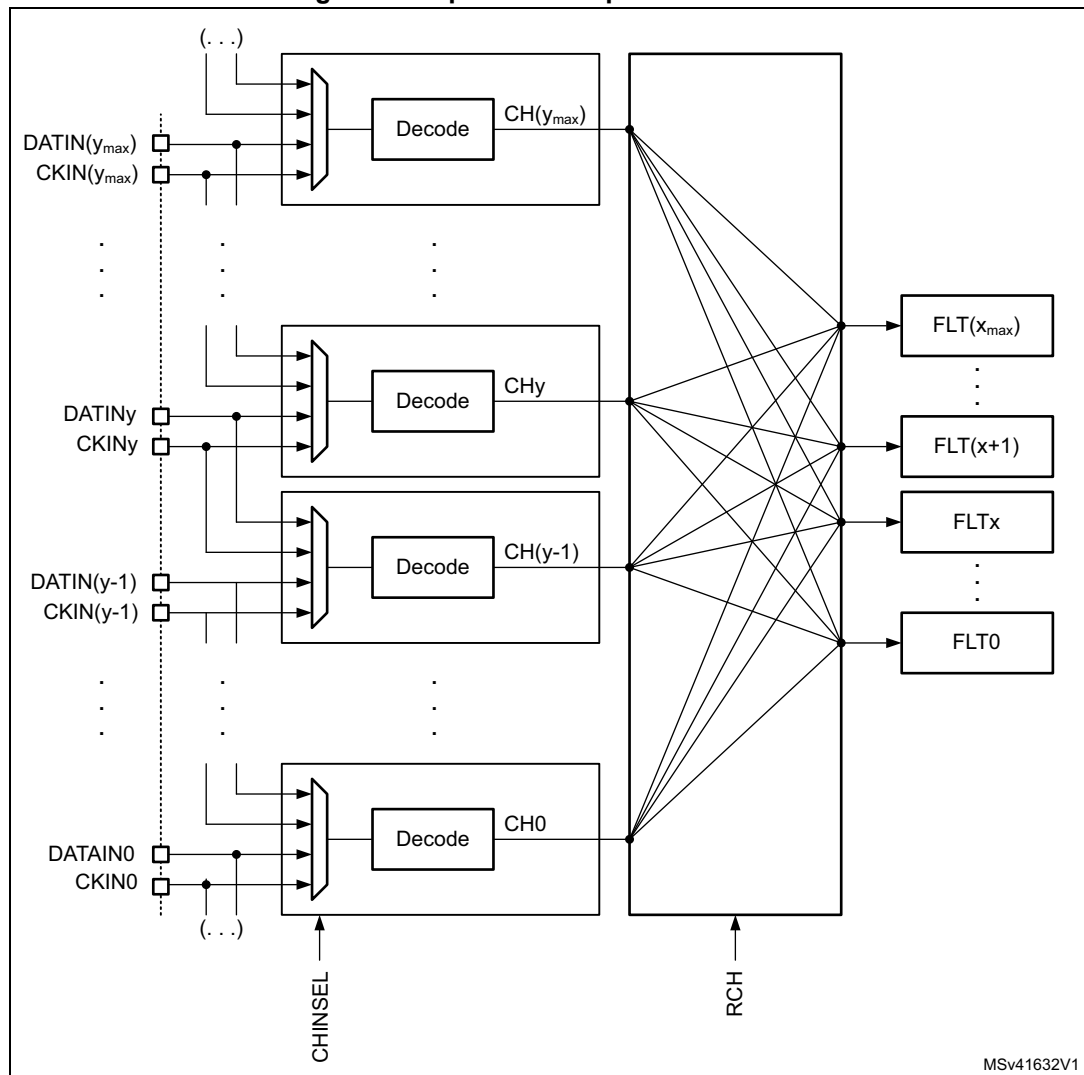 (. . .)
DATIN(ymax)
CKIN(ymax)
Decode
CH(ymax)
FLT(xmax)
DATINy
CKINy
Decode
CHy
FLT(x+1)
FLTx
DATIN(y-1)
CKIN(y-1)
Decode
CH(y-1)
FLT0
DATAIN0
CKIN0
Decode
CH0
(. . .)
CHINSEL
RCH
MSv41632V1